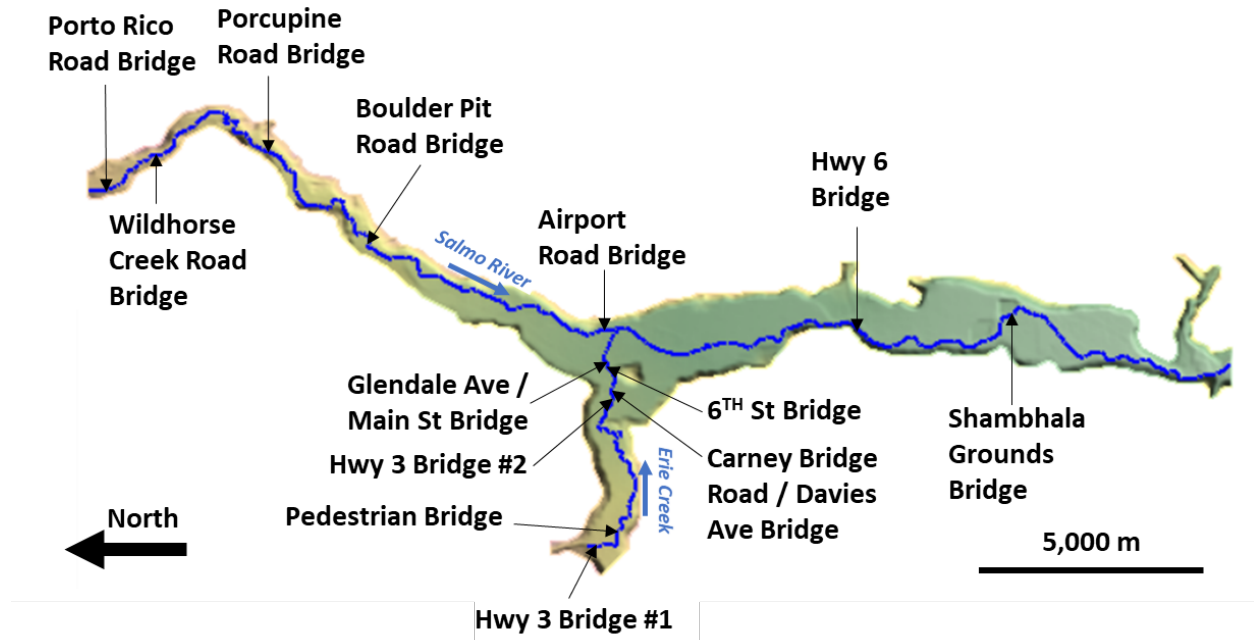 Porto Rico
Road Bridge
Porcupine
Road Bridge
Boulder Pit
Road Bridge
Hwy 6
Bridge
Wildhorse
Creek Road
Bridge
Salmo River
Airport
Road Bridge
Glendale Ave /
Main St Bridge
6TH St Bridge
Hwy 3 Bridge #2
Carney Bridge
Road / Davies
Ave Bridge
Shambhala
Grounds
Bridge
Erie Creek
Pedestrian Bridge
North
5,000 m
Hwy 3 Bridge #1